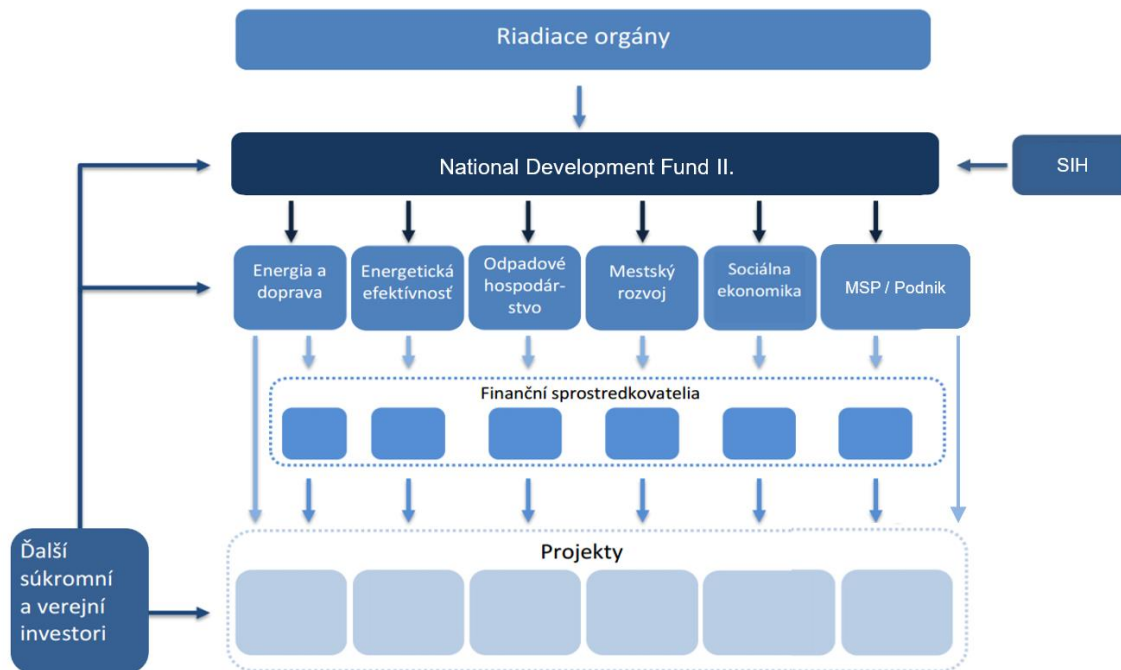 Riadiace orgány
National Development Fund II.
SIH
Energia a
doprava
Energetická
efektívnosť
Odpadové
hospodár-
stvo
Mestský
rozvoj
Sociálna
ekonomika
MSP / Podnik
Finanční sprostredkovatelia
Projekty
Ďalší
súkromní
a verejní
investori